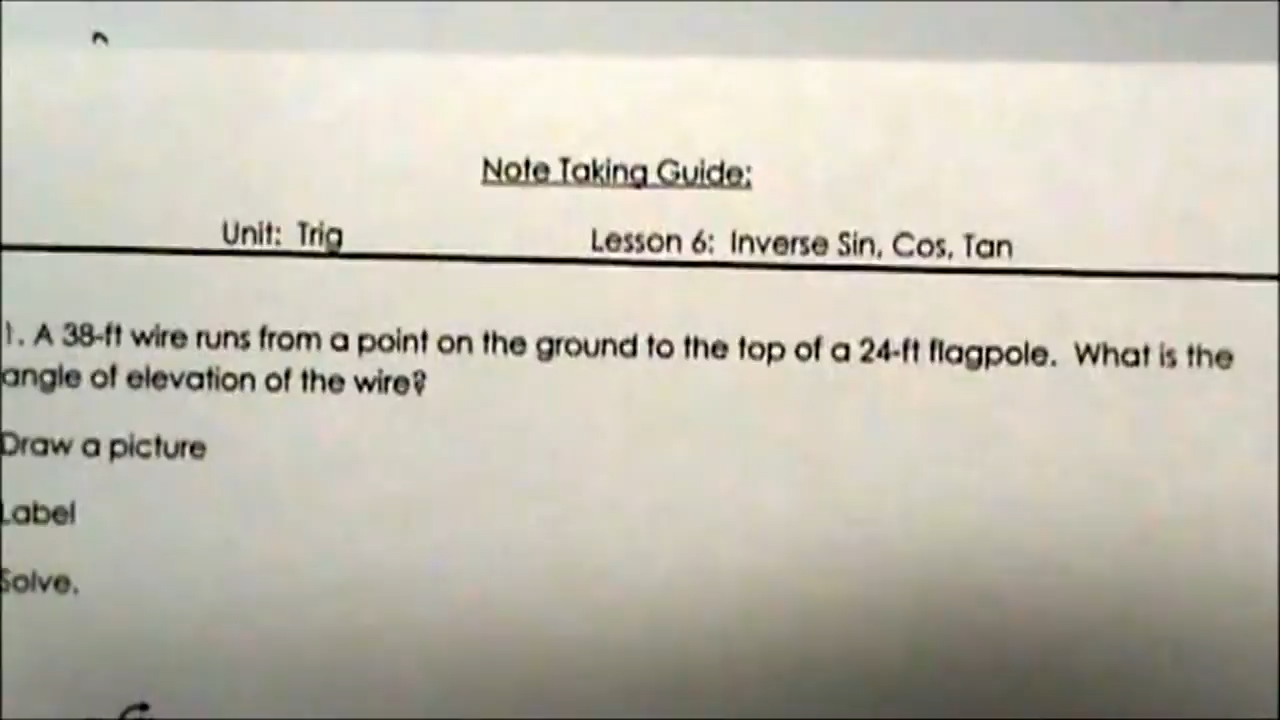 Note Taking Guide:
Unit: Trig Lesson 6: Inverse Sin, Cos, Tan
1. A 38-ft wire runs from a point on the ground to the top of a 24-ft flagpole. What is the
angle of elevation of the wire?
Draw a picture
Label
Solve.